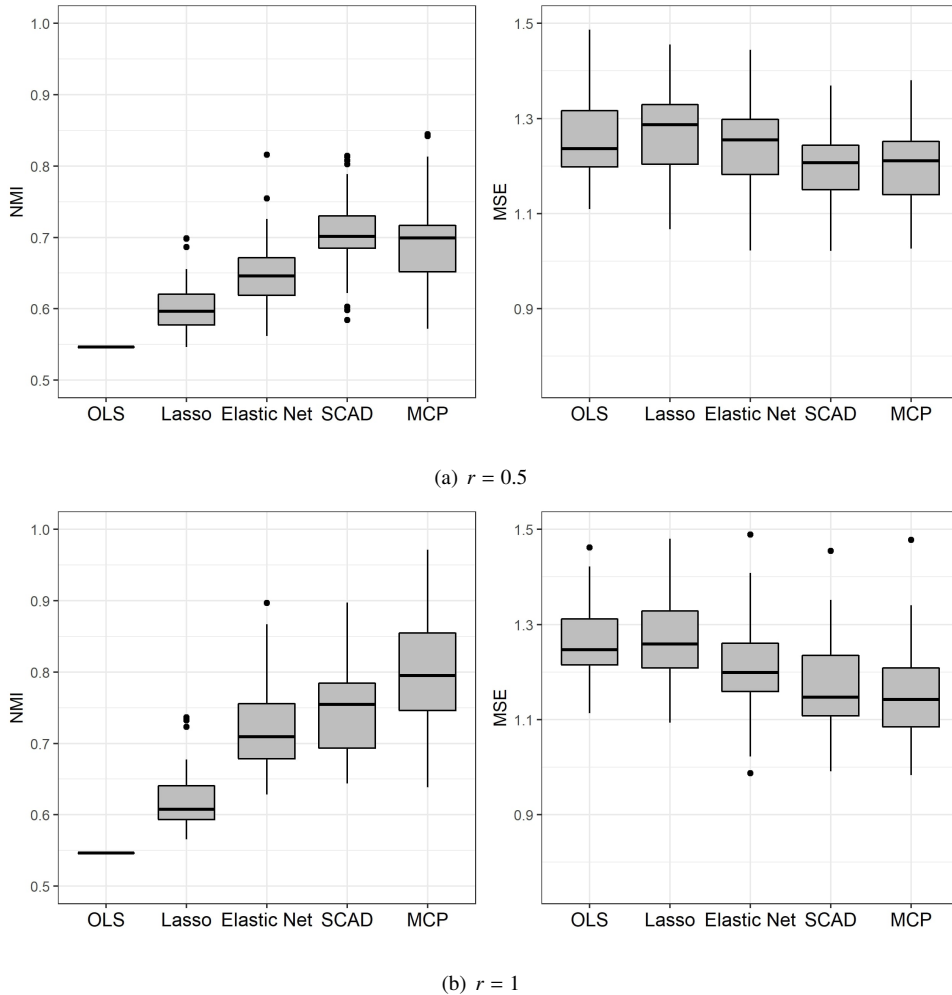 1.0
0.9
0.8
0.7
0.6
0.5
NMI
OLS Lasso Elastic Net SCAD MCP
1.5
1.3
1.1
0.9
MSE
OLS Lasso Elastic Net SCAD MCP
(a) r = 0.5
1.0
0.9
0.8
0.7
0.6
0.5
NMI
OLS Lasso Elastic Net SCAD MCP
1.5
1.3
1.1
0.9
MSE
OLS Lasso Elastic Net SCAD MCP
(b) r = 1